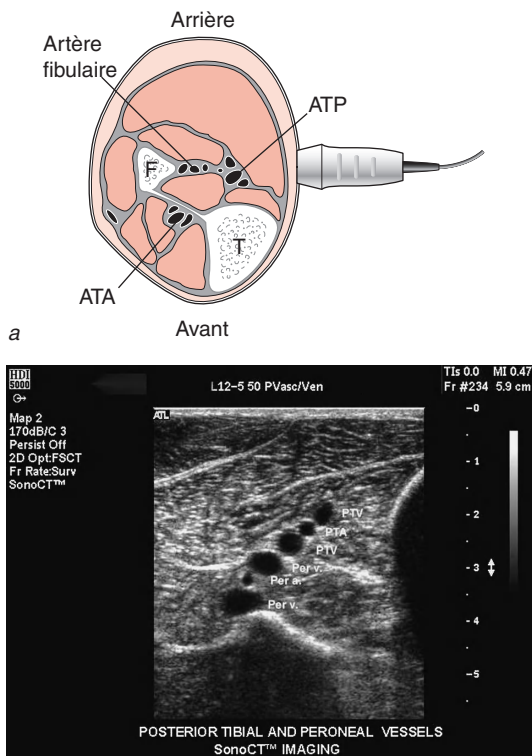 Arrière
Artère
fibulaire
ATP
F
T
ATA
a
Avant
HDI
5000
L12-5 50 PVasc/Ven
TIs 0.0 MI 0.47
Fr #234 5.9 cm
Map 2
170dB/C 3
Persist Off
2D Opt:FSCT
Fr Rate:Surv
SonoCT™
ATL
0
1
2
3
4
5
PTV
PTA
PTV
Per v.
Per a.
Per v.
POSTERIOR TIBIAL AND PERONEAL VESSELS
SonoCT™ IMAGING